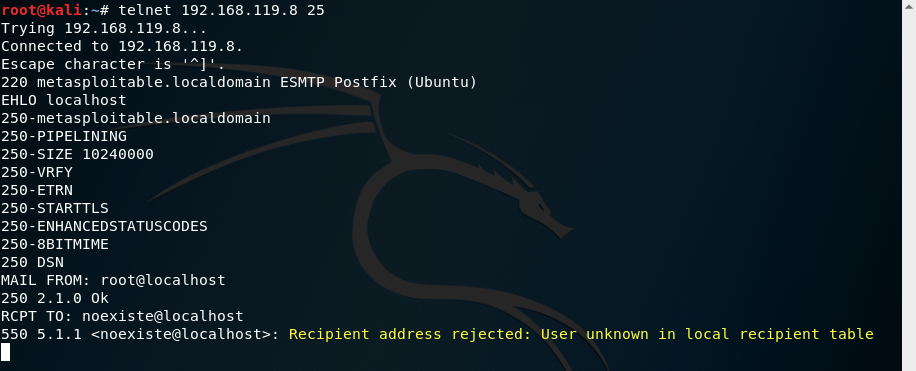 root@kali:~# telnet 192.168.119.8 25
Trying 192.168.119.8...
Connected to 192.168.119.8.
Escape character is '^]'.
220 metasploitable.localdomain ESMTP Postfix (Ubuntu)
EHLO localhost
250-metasploitable.localdomain
250-PIPELINING
250-SIZE 10240000
250-VRFY
250-ETRN
250-STARTTLS
250-ENHANCEDSTATUSCODES
250-8BITMIME
250 DSN
MAIL FROM: root@localhost
250 2.1.0 Ok
RCPT TO: noexiste@localhost
550 5.1.1 <noexiste@localhost>: Recipient address rejected: User unknown in local recipient table